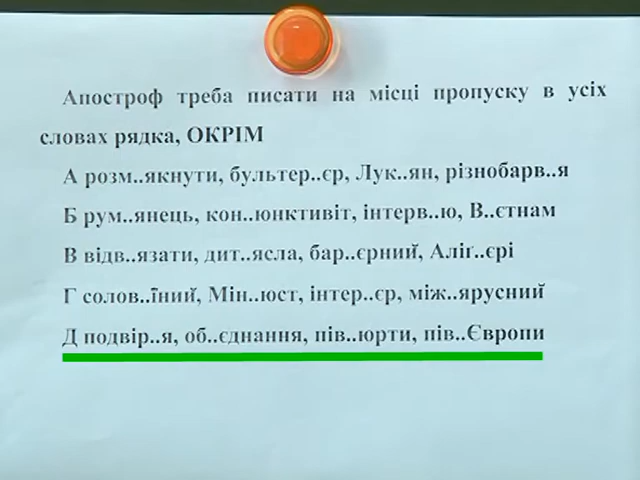 Апостроф треба писати на місці пропуску в усіх
словах рядка, ОКРІМ
А розм..якнути, бультер..єр, Лук..ян, різнобарв..я
Б рум..янець, кон..юнктивіт, інтерв..ю, В..єтнам
В відв..язати, дит..ясла, бар..єрний, Аліґ..єрі
Г солов..їний, Мін..юст, інтер..єр, між..ярусний
Д подвір..я, об..єднання, пів..юрти, пів..Європи